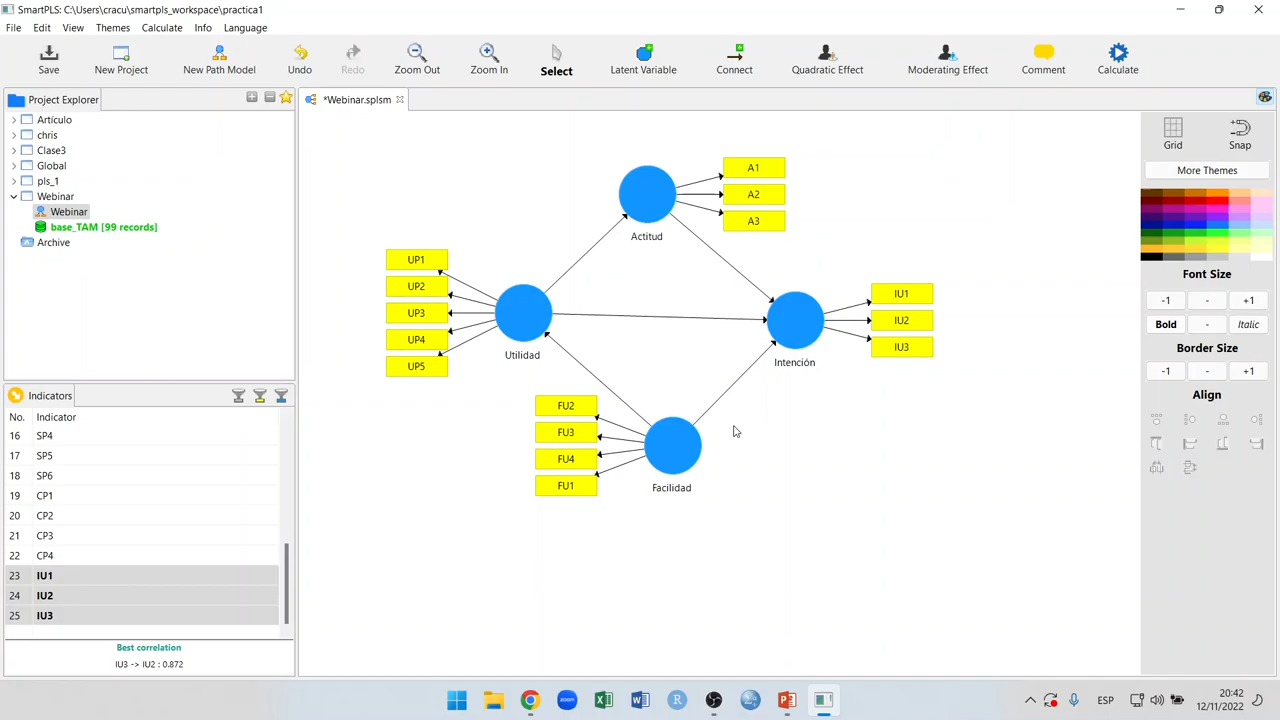 SmartPLS: C:\Users\cracu\smartpls_workspace\practica1
File Edit View Themes Calculate Info Language
Save New Project New Path Model Undo Redo Zoom Out Zoom In Select Latent Variable Connect Quadratic Effect Moderating Effect Comment Calculate
Project Explorer
Artículo
chris
Clase3
Global
pls_1
Webinar
Webinar
base_TAM [99 records]
Archive
Indicators
No. Indicator
16 SP4
17 SP5
18 SP6
19 CP1
20 CP2
21 CP3
22 CP4
23 IU1
24 IU2
25 IU3
Best correlation
IU3 -> IU2 : 0.872
*Webinar.splsm
A1
A2
A3
Actitud
UP1
UP2
UP3
UP4
UP5
Utilidad
IU1
IU2
IU3
Intención
FU2
FU3
FU4
FU1
Facilidad
Grid Snap
More Themes
Font Size
-1 - +1
Bold - Italic
Border Size
-1 - +1
Align
zoom
R
ESP
20:42
12/11/2022